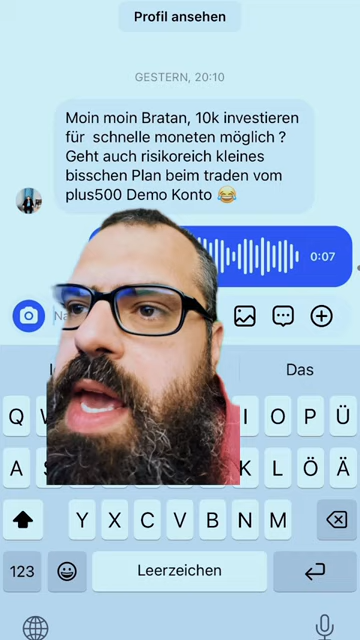 Profil ansehen
GESTERN, 20:10
Moin moin Bratan, 10k investieren
für schnelle moneten möglich ?
Geht auch risikoreich kleines
bisschen Plan beim traden vom
plus500 Demo Konto 😂
0:07
Das
Q I O P Ü
A K L Ö Ä
Y X C V B N M
123 Leerzeichen